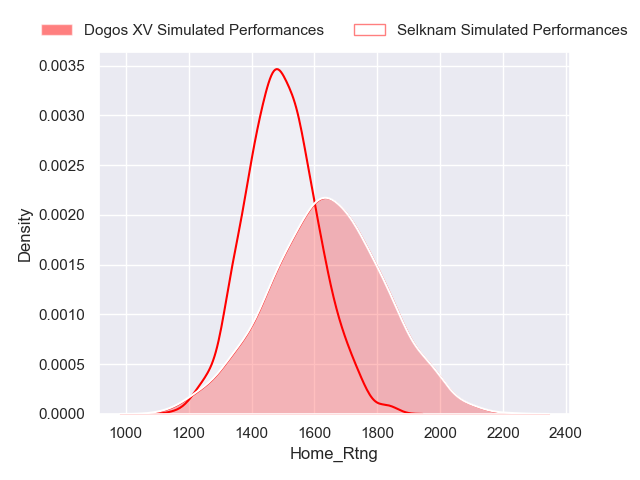 Dogos XV Simulated Performances Selknam Simulated Performances
0.0035
0.0030
0.0025
0.0020
0.0015
0.0010
0.0005
0.0000
Density
1000 1200 1400 1600 1800 2000 2200 2400
Home_Rtng